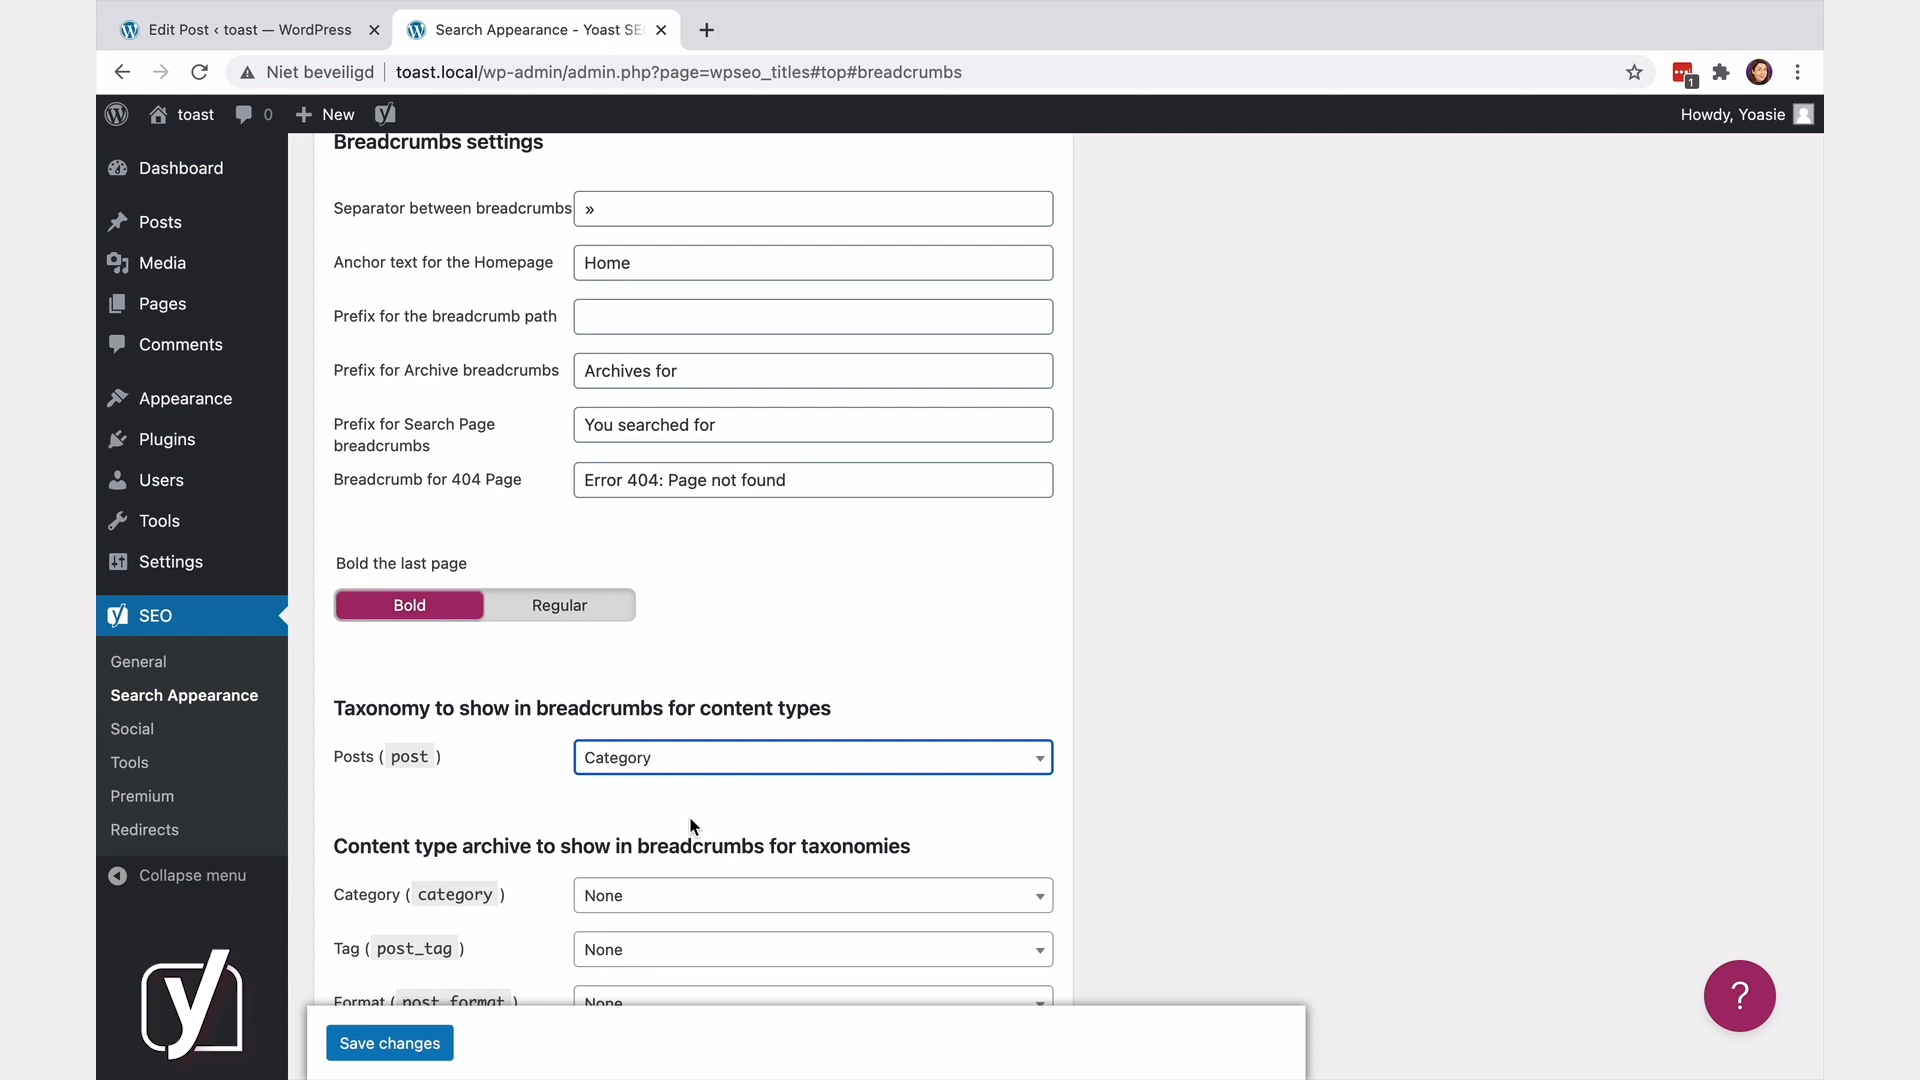 Edit Post ‹ toast — WordPress
Search Appearance - Yoast SE
Niet beveiligd
toast.local/wp-admin/admin.php?page=wpseo_titles#top#breadcrumbs
1
toast
0
New
Howdy, Yoasie
Dashboard
Posts
Media
Pages
Comments
Appearance
Plugins
Users
Tools
Settings
SEO
General
Search Appearance
Social
Tools
Premium
Redirects
Collapse menu
Breadcrumbs settings
Separator between breadcrumbs »
Anchor text for the Homepage Home
Prefix for the breadcrumb path
Prefix for Archive breadcrumbs Archives for
Prefix for Search Page
breadcrumbs
You searched for
Breadcrumb for 404 Page Error 404: Page not found
Bold the last page
Bold Regular
Taxonomy to show in breadcrumbs for content types
Posts ( post ) Category
Content type archive to show in breadcrumbs for taxonomies
Category ( category ) None
Tag ( post_tag ) None
Format ( post_format ) None
Save changes
?